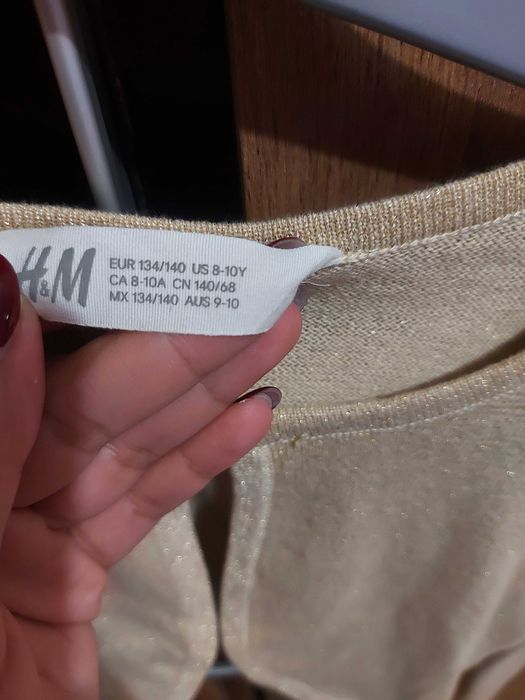 H&M
EUR 134/140 US 8-10Y
CA 8-10A CN 140/68
MX 134/140 AUS 9-10